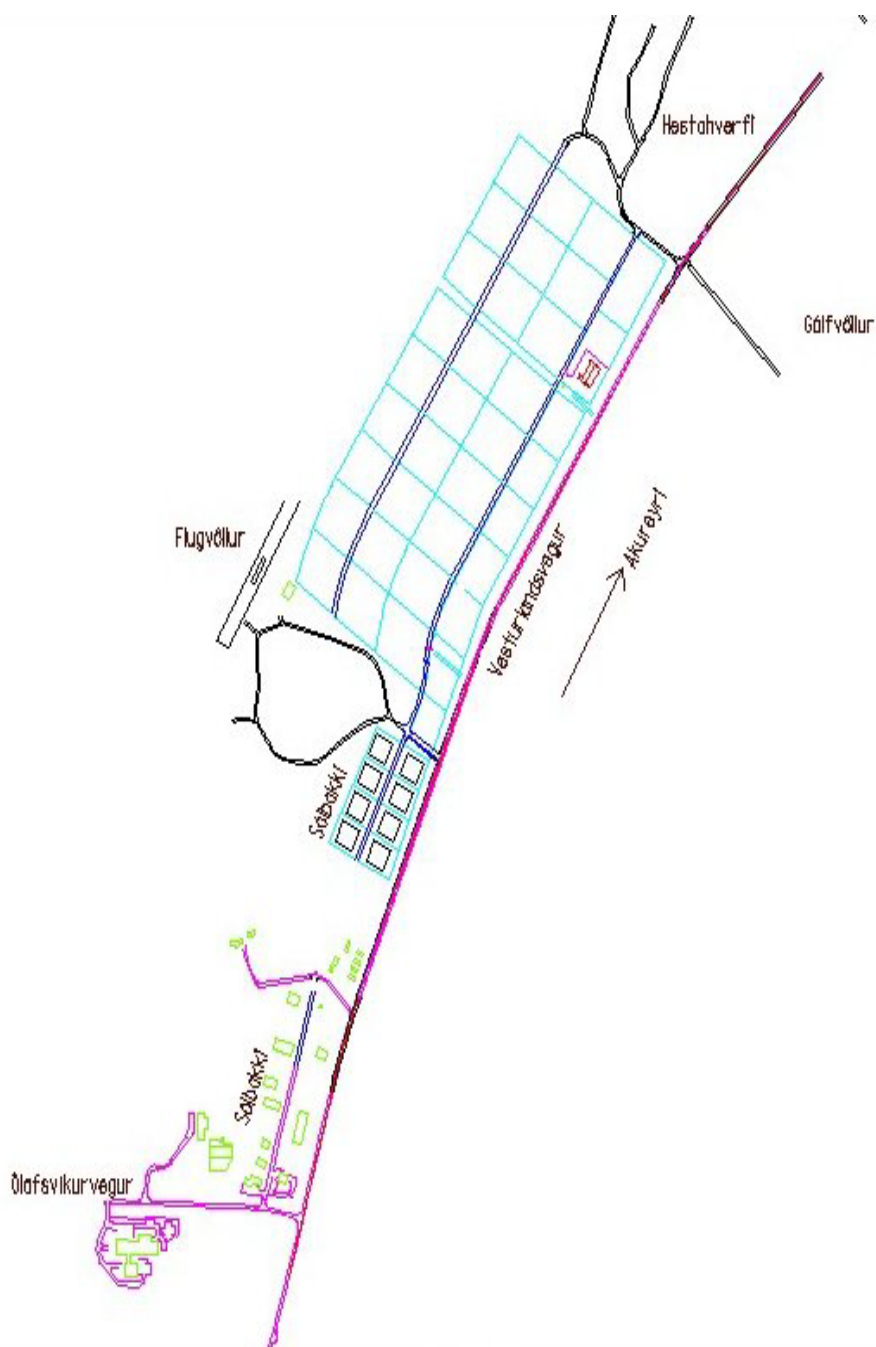 Hestahverfi
Gólfvöllur
Flugvöllur
Akureyri
Vesturlandsvegur
Sólbakki
Sólbakki
Ólafsvíkurvegur